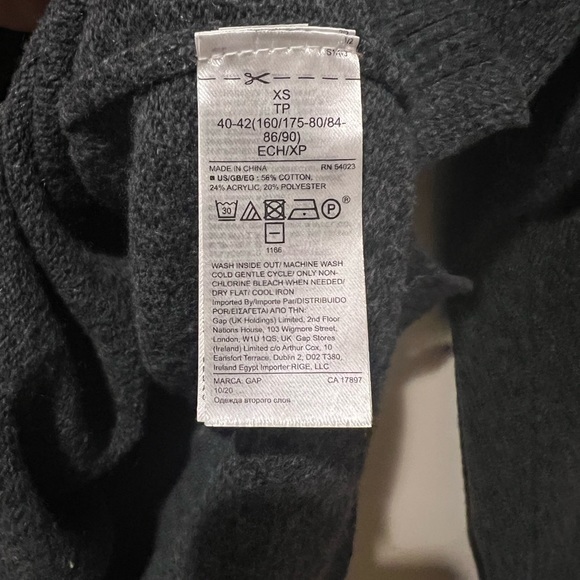 XS
TP
40-42(160/175-80/84-
86/90)
ECH/XP
MADE IN CHINA RN 54023
US/GB/EG : 56% COTTON,
24% ACRYLIC, 20% POLYESTER
30 P ®
1166
WASH INSIDE OUT/ MACHINE WASH
COLD GENTLE CYCLE/ ONLY NON-
CHLORINE BLEACH WHEN NEEDED/
DRY FLAT/ COOL IRON
Imported By/Importe Par/DISTRIBUIDO
POR/ΕΙΣΑΓΕΤΑΙ ΑΠΟ ΤΗΝ:
Gap (UK Holdings) Limited, 2nd Floor
Nations House, 103 Wigmore Street,
London, W1U 1QS, UK Gap Stores
(Ireland) Limited c/o Arthur Cox, 10
Earlsfort Terrace, Dublin 2, D02 T380,
Ireland Egypt Importer RIGE, LLC
MARCA: GAP CA 17897
10/20
Одежда второго слоя